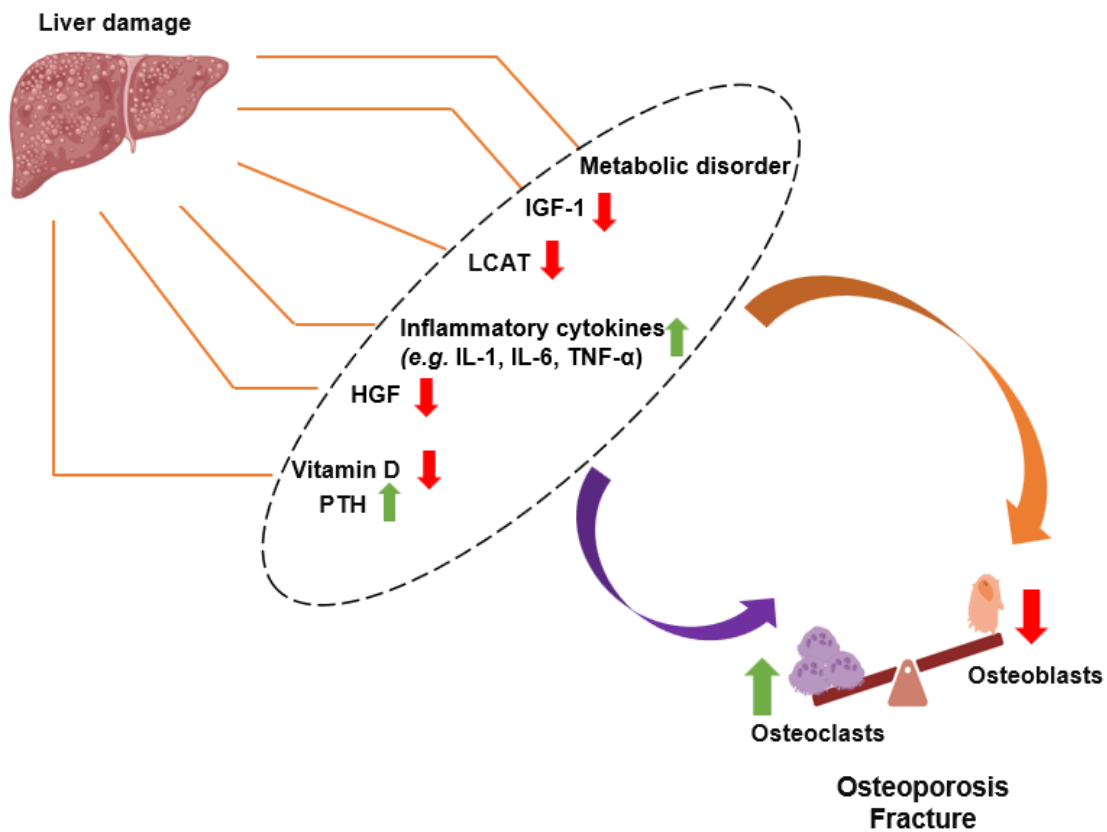 Liver damage
Metabolic disorder
IGF-1
LCAT
Inflammatory cytokines
(e.g. IL-1, IL-6, TNF-α)
HGF
Vitamin D
PTH
Osteoblasts
Osteoclasts
Osteoporosis
Fracture